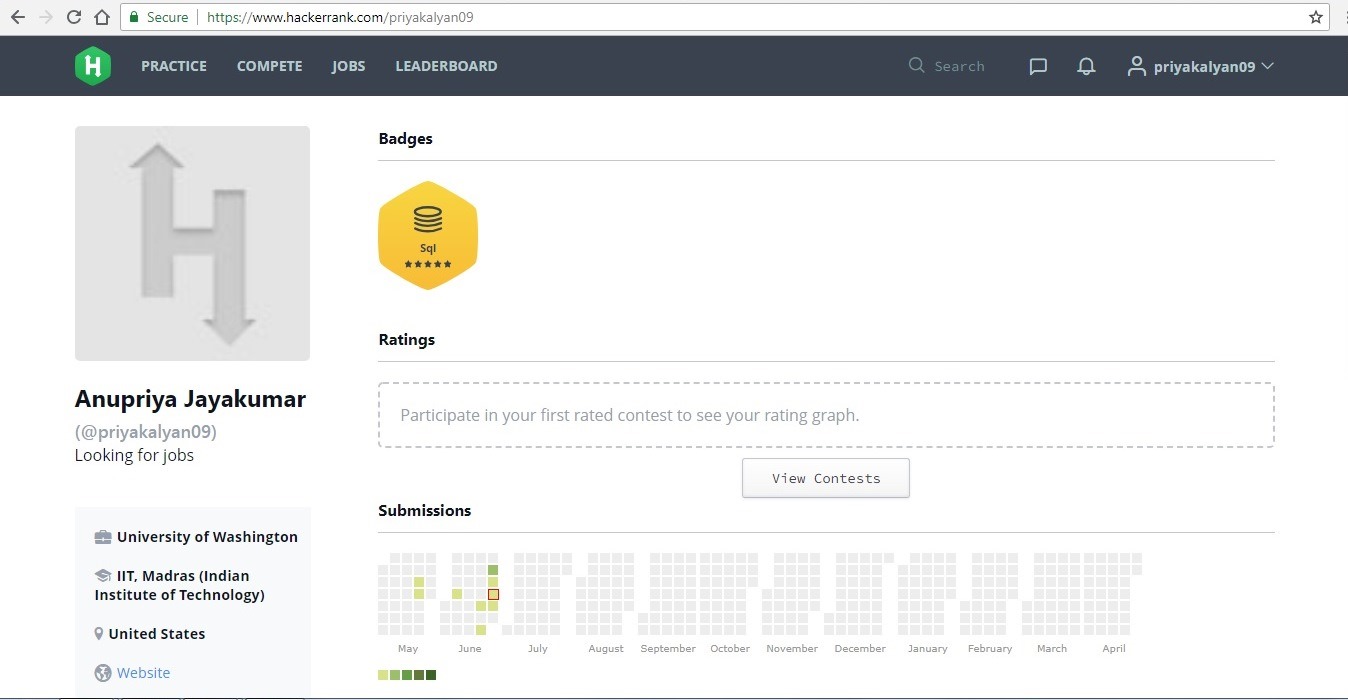 Secure https://www.hackerrank.com/priyakalyan09
H PRACTICE COMPETE JOBS LEADERBOARD Search priyakalyan09
Badges
Sql
Anupriya Jayakumar
(@priyakalyan09)
Looking for jobs
University of Washington
IIT, Madras (Indian
Institute of Technology)
United States
Website
Ratings
Participate in your first rated contest to see your rating graph.
View Contests
Submissions
May June July August September October November December January February March April